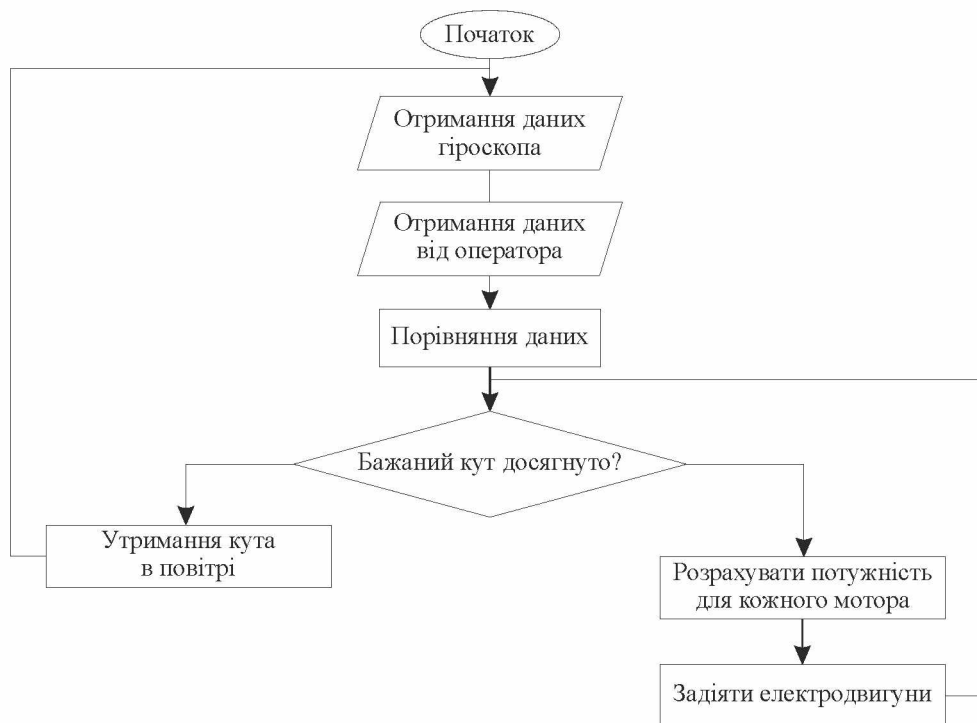 Початок
Отримання даних
гіроскопа
Отримання даних
від оператора
Порівняння даних
Бажаний кут досягнуто?
Утримання кута
в повітрі
Розрахувати потужність
для кожного мотора
Задіяти електродвигуни